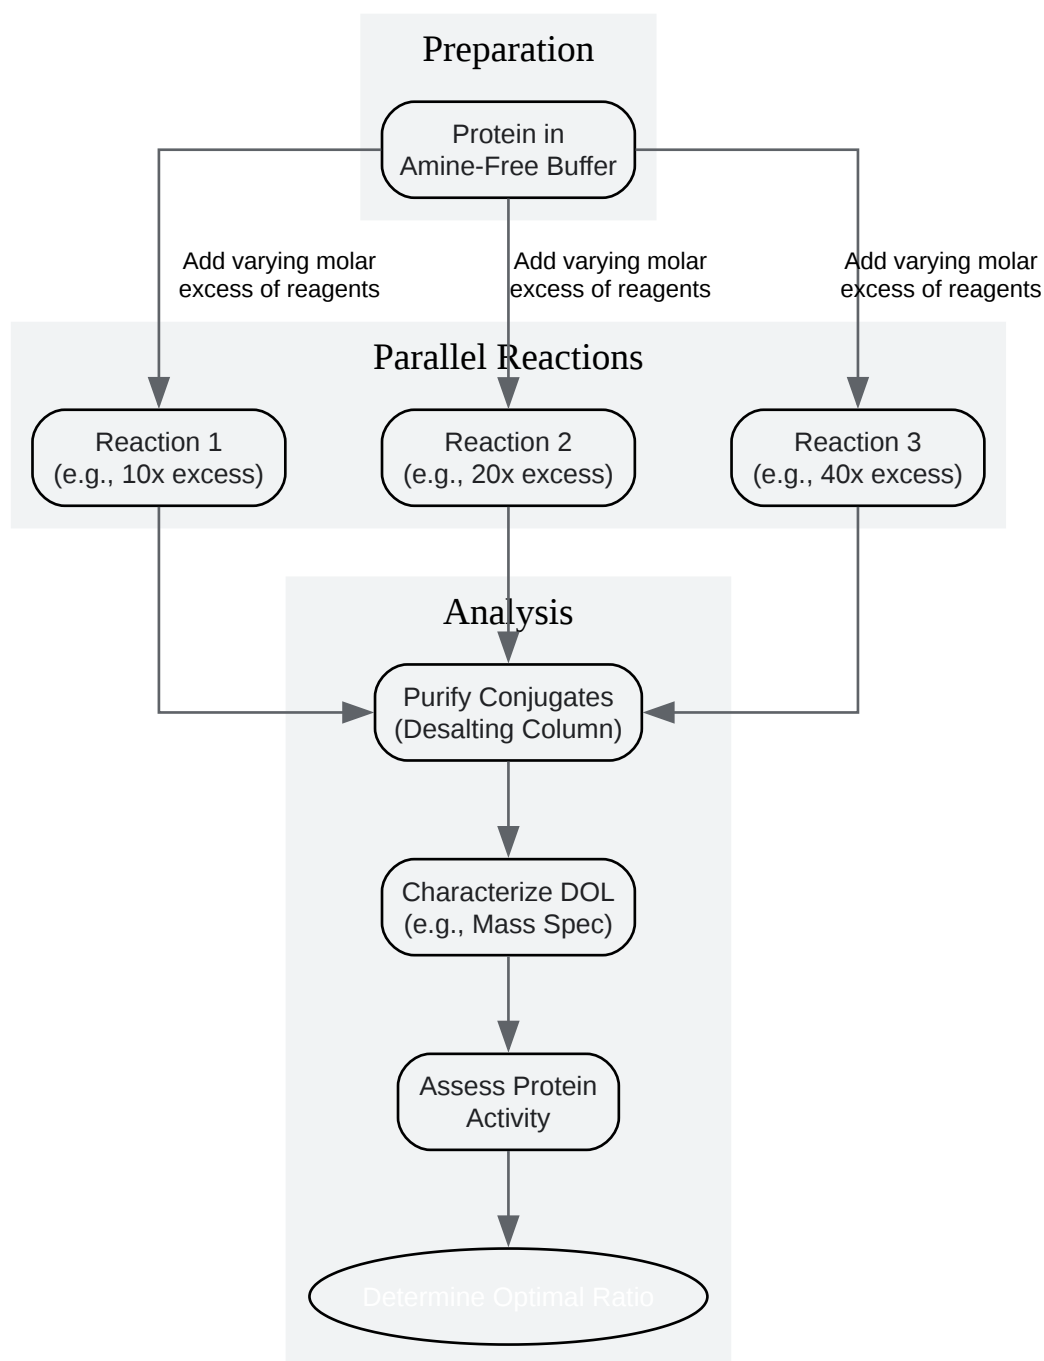 Preparation
Protein in
Amine-Free Buffer
Add varying molar
excess of reagents
Add varying molar
excess of reagents
Add varying molar
excess of reagents
Parallel Reactions
Reaction 1
(e.g., 10x excess)
Reaction 2
(e.g., 20x excess)
Reaction 3
(e.g., 40x excess)
Analysis
Purify Conjugates
(Desalting Column)
Characterize DOL
(e.g., Mass Spec)
Assess Protein
Activity
Determine Optimal Ratio